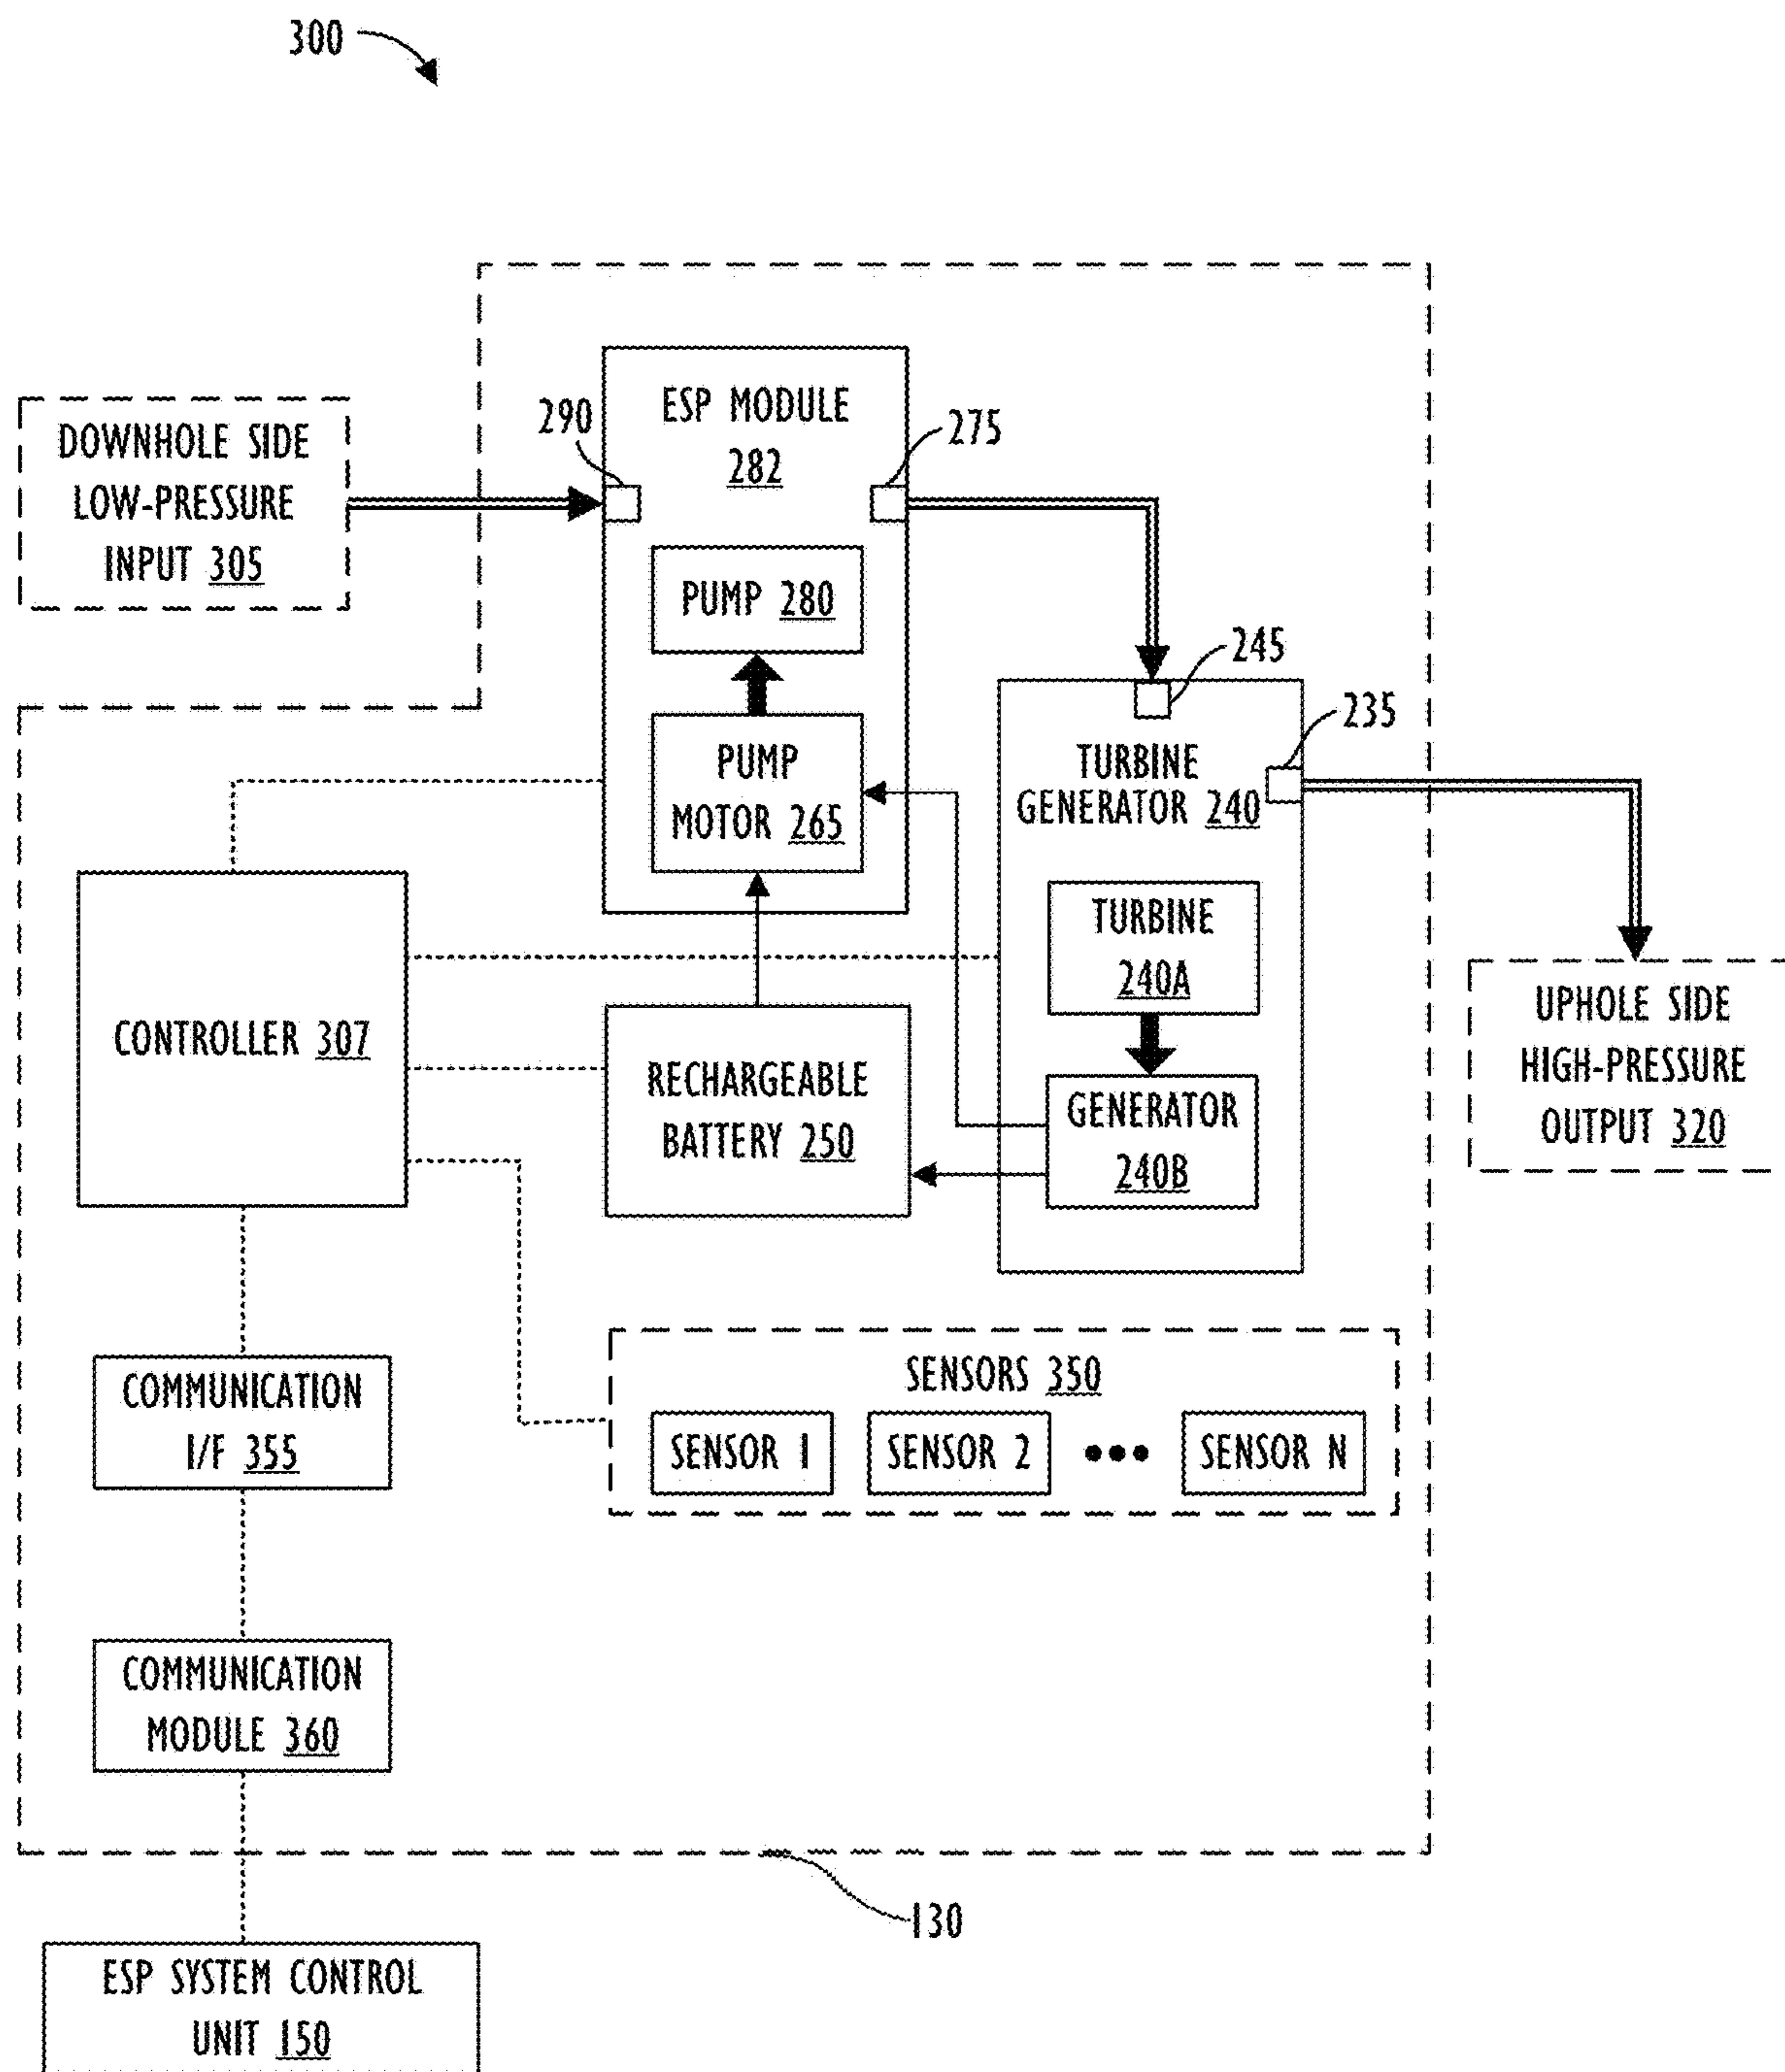 300
DOWNHOLE SIDE
LOW-PRESSURE
INPUT 305
290
ESP MODULE
282
275
PUMP 280
PUMP
MOTOR 265
245
235
TURBINE
GENERATOR 240
TURBINE
240A
GENERATOR
240B
CONTROLLER 307
RECHARGEABLE
BATTERY 250
UPHOLE SIDE
HIGH-PRESSURE
OUTPUT 320
SENSORS 350
SENSOR 1
SENSOR 2
SENSOR N
COMMUNICATION
I/F 355
COMMUNICATION
MODULE 360
130
ESP SYSTEM CONTROL
UNIT 150